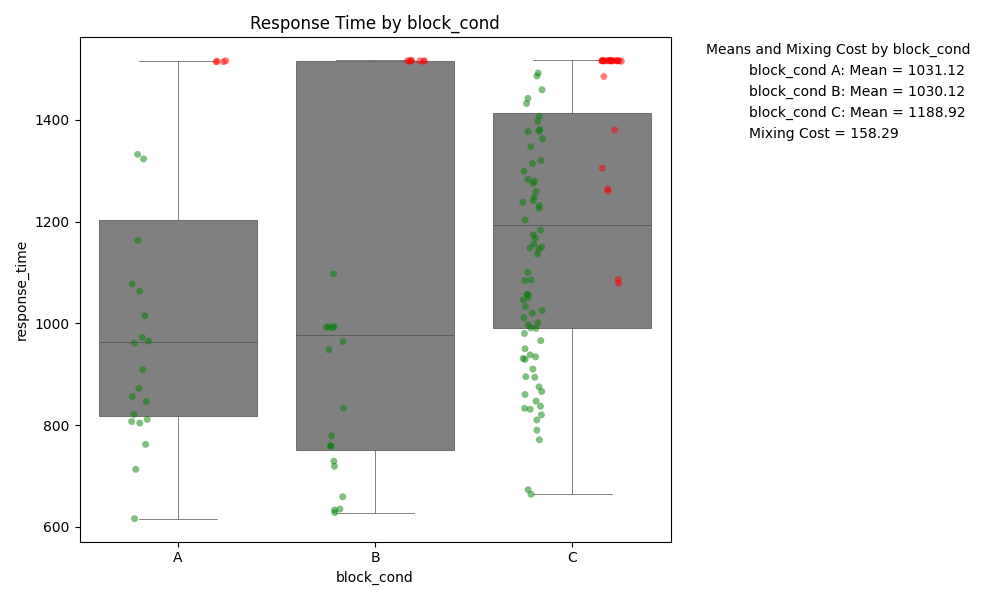 Response Time by block_cond
Means and Mixing Cost by block_cond
block_cond A: Mean = 1031.12
block_cond B: Mean = 1030.12
block_cond C: Mean = 1188.92
Mixing Cost = 158.29
response_time
1400
1200
1000
800
600
A
B
C
block_cond